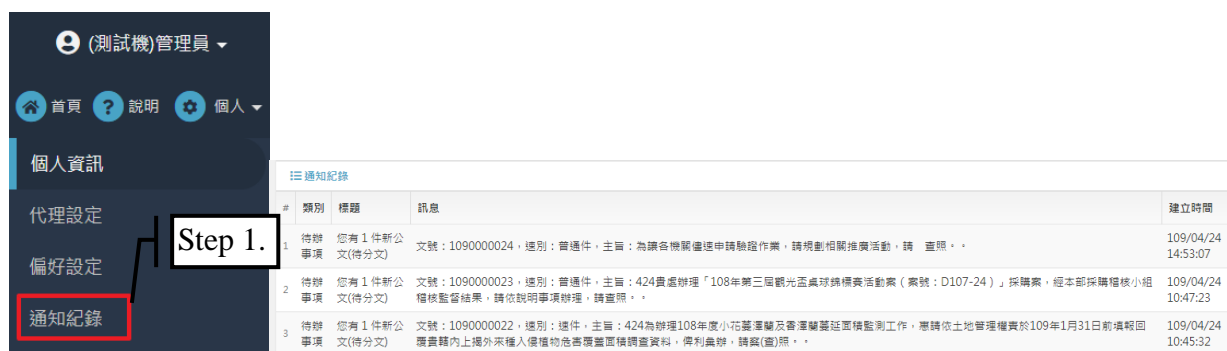 (測試機)管理員
首頁 ? 說明 個人
個人資訊
代理設定
偏好設定
通知紀錄
Step 1.
通知紀錄
# 類別 標題 訊息 建立時間
1 待辦事項 您有 1 件新公文(待分文) 文號：1090000024，速別：普通件，主旨：為讓各機關儘速申請驗證作業，請規劃相關推廣活動，請 查照。。 109/04/24 14:53:07
2 待辦事項 您有 1 件新公文(待分文) 文號：1090000023，速別：普通件，主旨：424貴處辦理「108年第三屆觀光盃桌球錦標賽活動案（案號：D107-24）」採購案，經本部採購稽核小組
稽核監督結果，請依說明事項辦理，請查照。。 109/04/24 10:47:23
3 待辦事項 您有 1 件新公文(待分文) 文號：1090000022，速別：速件，主旨：424為辦理108年度小花蔓澤蘭及香澤蘭蔓延面積監測工作，惠請依土地管理權責於109年1月31日前填報回
覆貴轄內上揭外來種入侵植物危害覆蓋面積調查資料，俾利彙辦，請察(查)照。。 109/04/24 10:45:32